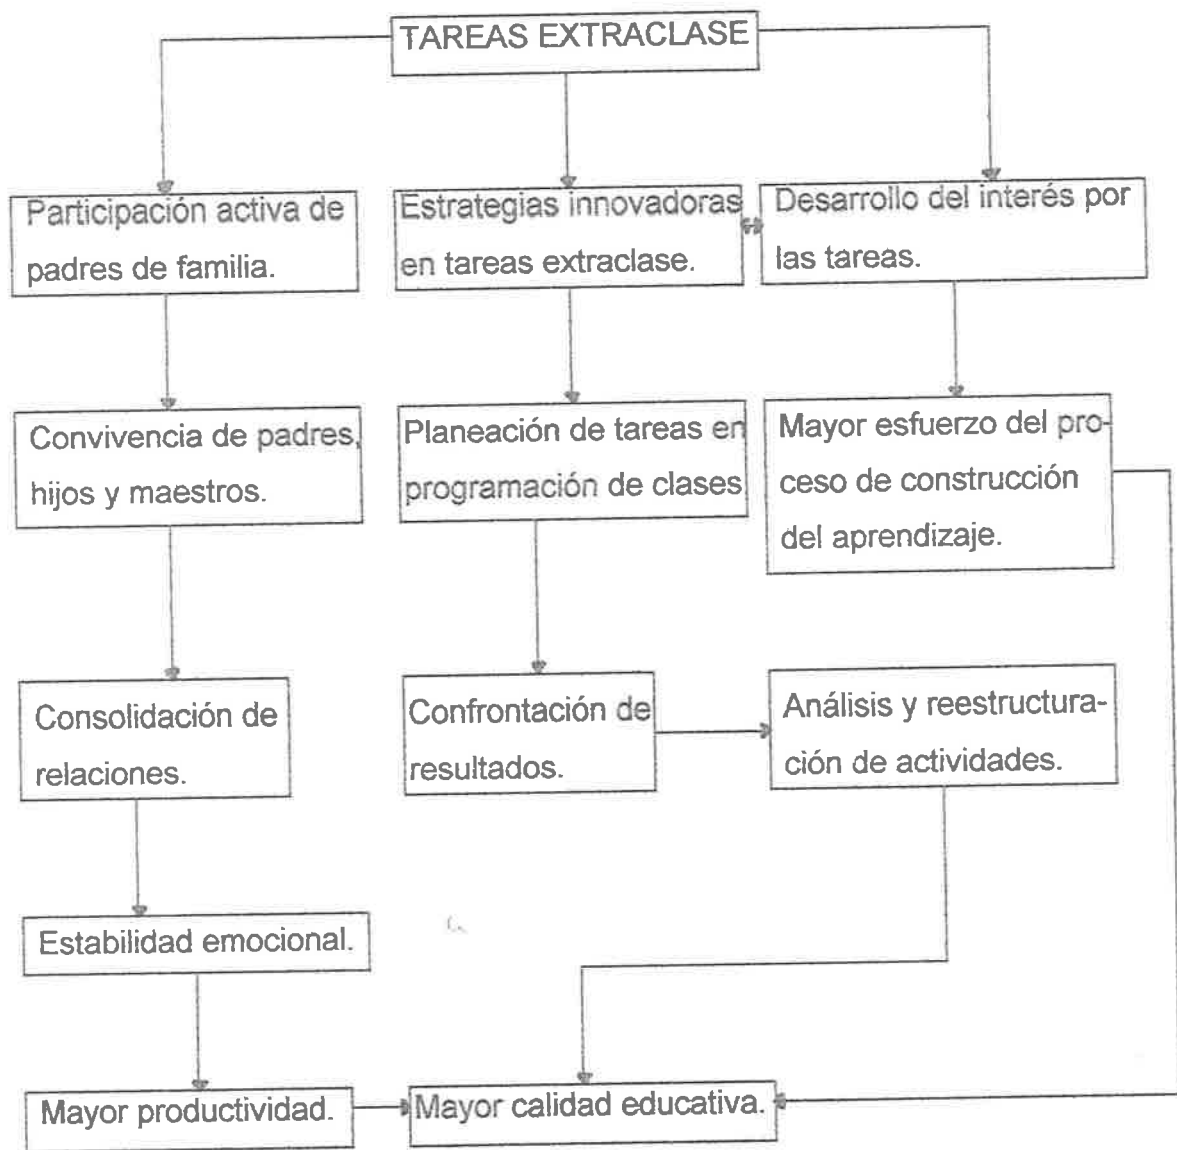 TAREAS EXTRACLASE
Participación activa de
padres de familia.
Estrategias innovadoras
en tareas extraclase.
Desarrollo del interés por
las tareas.
Convivencia de padres,
hijos y maestros.
Planeación de tareas en
programación de clases
Mayor esfuerzo del pro-
ceso de construcción
del aprendizaje.
Consolidación de
relaciones.
Confrontación de
resultados.
Análisis y reestructura-
ción de actividades.
Estabilidad emocional.
Mayor productividad.
Mayor calidad educativa.